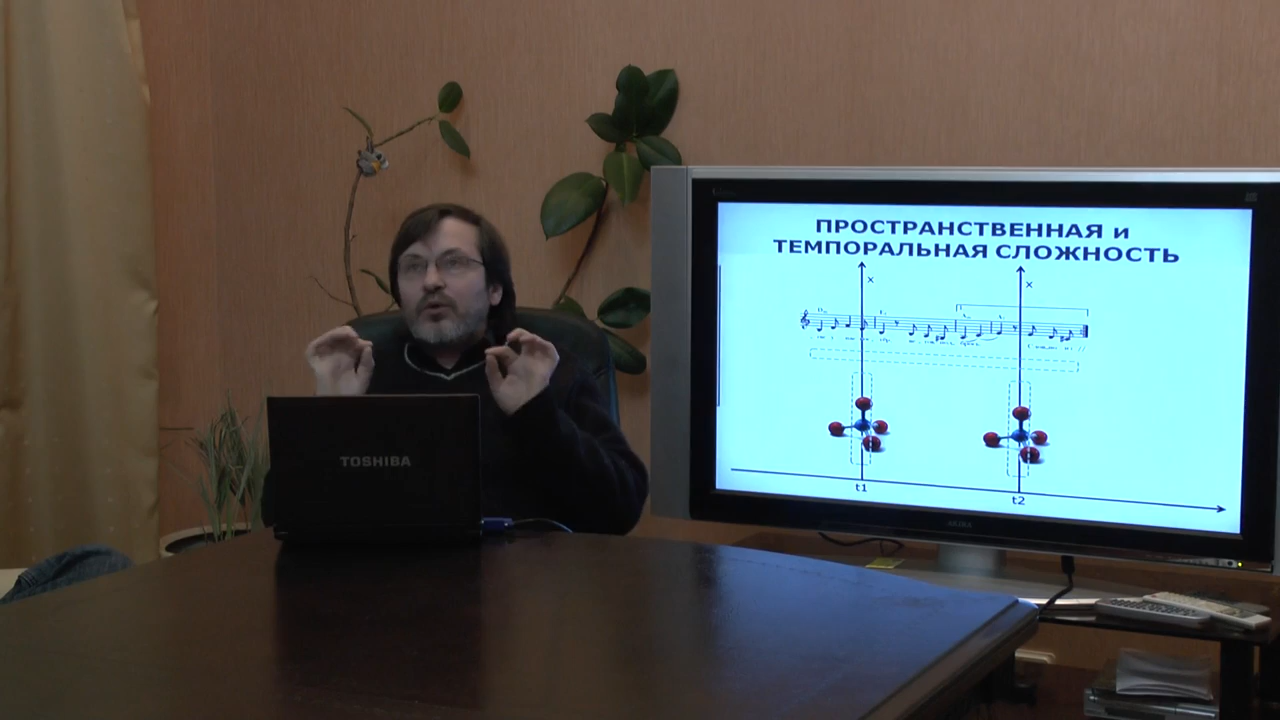 ПРОСТРАНСТВЕННАЯ и
ТЕМПОРАЛЬНАЯ СЛОЖНОСТЬ
x
x
t1
t2
TOSHIBA